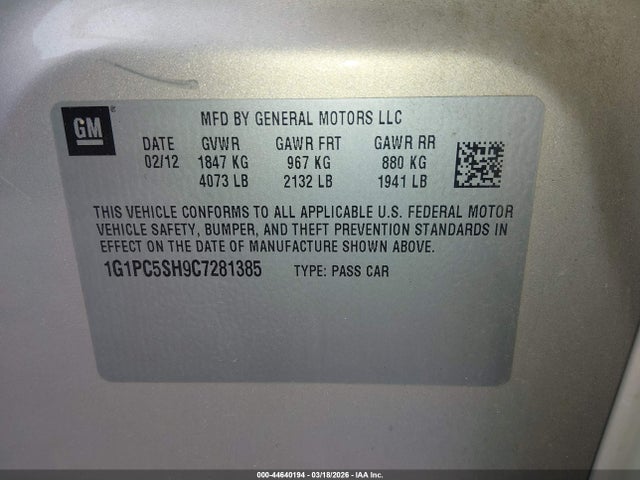 GM
MFD BY GENERAL MOTORS LLC
DATE GVWR GAWR FRT GAWR RR
02/12 1847 KG 967 KG 880 KG
4073 LB 2132 LB 1941 LB
THIS VEHICLE CONFORMS TO ALL APPLICABLE U.S. FEDERAL MOTOR
VEHICLE SAFETY, BUMPER, AND THEFT PREVENTION STANDARDS IN
EFFECT ON THE DATE OF MANUFACTURE SHOWN ABOVE.
1G1PC5SH9C7281385 TYPE: PASS CAR
000-44640194 - 03/18/2026 - IAA Inc.